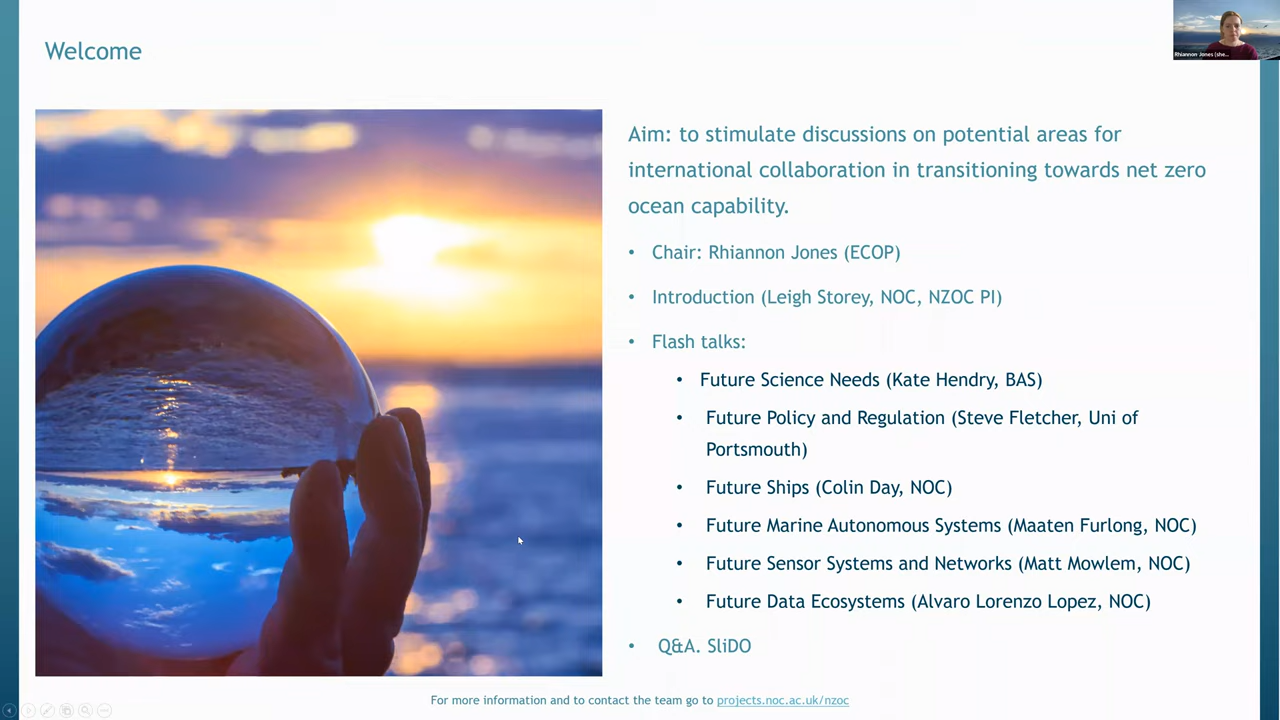 Welcome
Rhiannon Jones (she...
Aim: to stimulate discussions on potential areas for
international collaboration in transitioning towards net zero
ocean capability.
• Chair: Rhiannon Jones (ECOP)
• Introduction (Leigh Storey, NOC, NZOC PI)
• Flash talks:
• Future Science Needs (Kate Hendry, BAS)
• Future Policy and Regulation (Steve Fletcher, Uni of
Portsmouth)
• Future Ships (Colin Day, NOC)
• Future Marine Autonomous Systems (Maaten Furlong, NOC)
• Future Sensor Systems and Networks (Matt Mowlem, NOC)
• Future Data Ecosystems (Alvaro Lorenzo Lopez, NOC)
• Q&A. SliDO
For more information and to contact the team go to projects.noc.ac.uk/nzoc